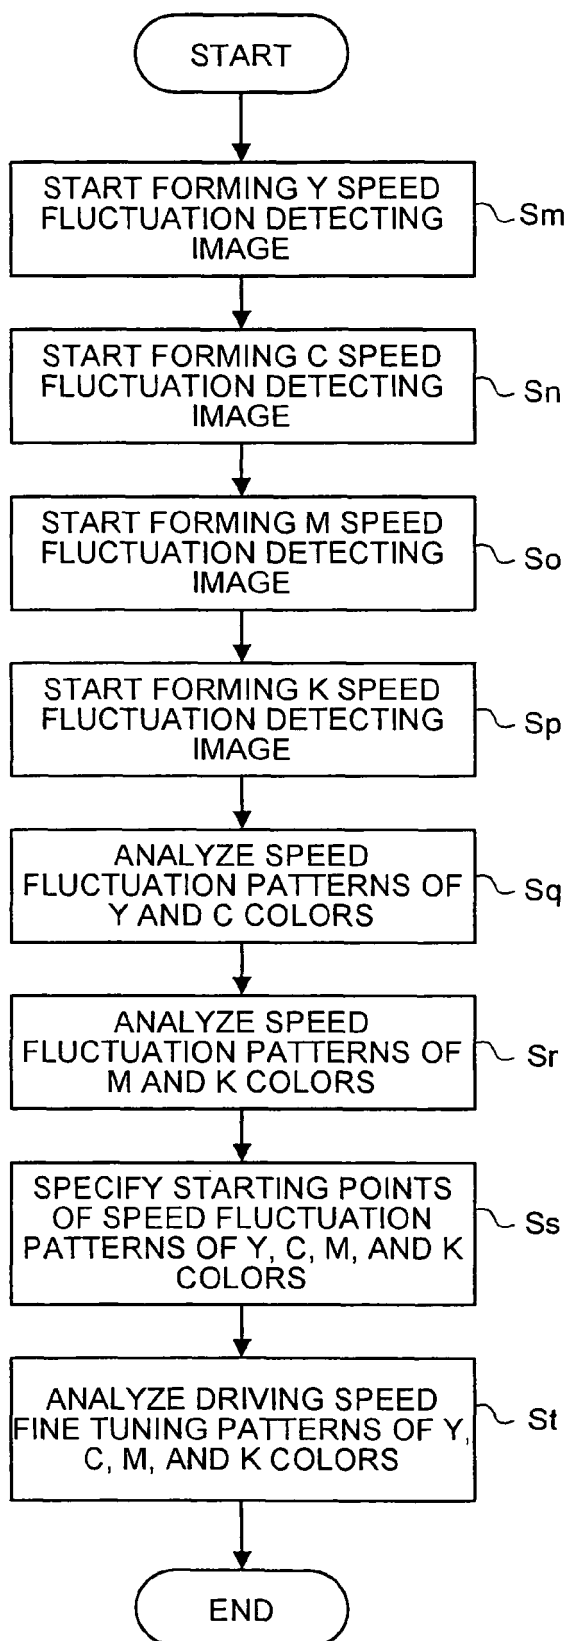 START
START FORMING Y SPEED
FLUCTUATION DETECTING
IMAGE
Sm
START FORMING C SPEED
FLUCTUATION DETECTING
IMAGE
Sn
START FORMING M SPEED
FLUCTUATION DETECTING
IMAGE
So
START FORMING K SPEED
FLUCTUATION DETECTING
IMAGE
Sp
ANALYZE SPEED
FLUCTUATION PATTERNS OF
Y AND C COLORS
Sq
ANALYZE SPEED
FLUCTUATION PATTERNS OF
M AND K COLORS
Sr
SPECIFY STARTING POINTS
OF SPEED FLUCTUATION
PATTERNS OF Y, C, M, AND K
COLORS
Ss
ANALYZE DRIVING SPEED
FINE TUNING PATTERNS OF Y,
C, M, AND K COLORS
St
END